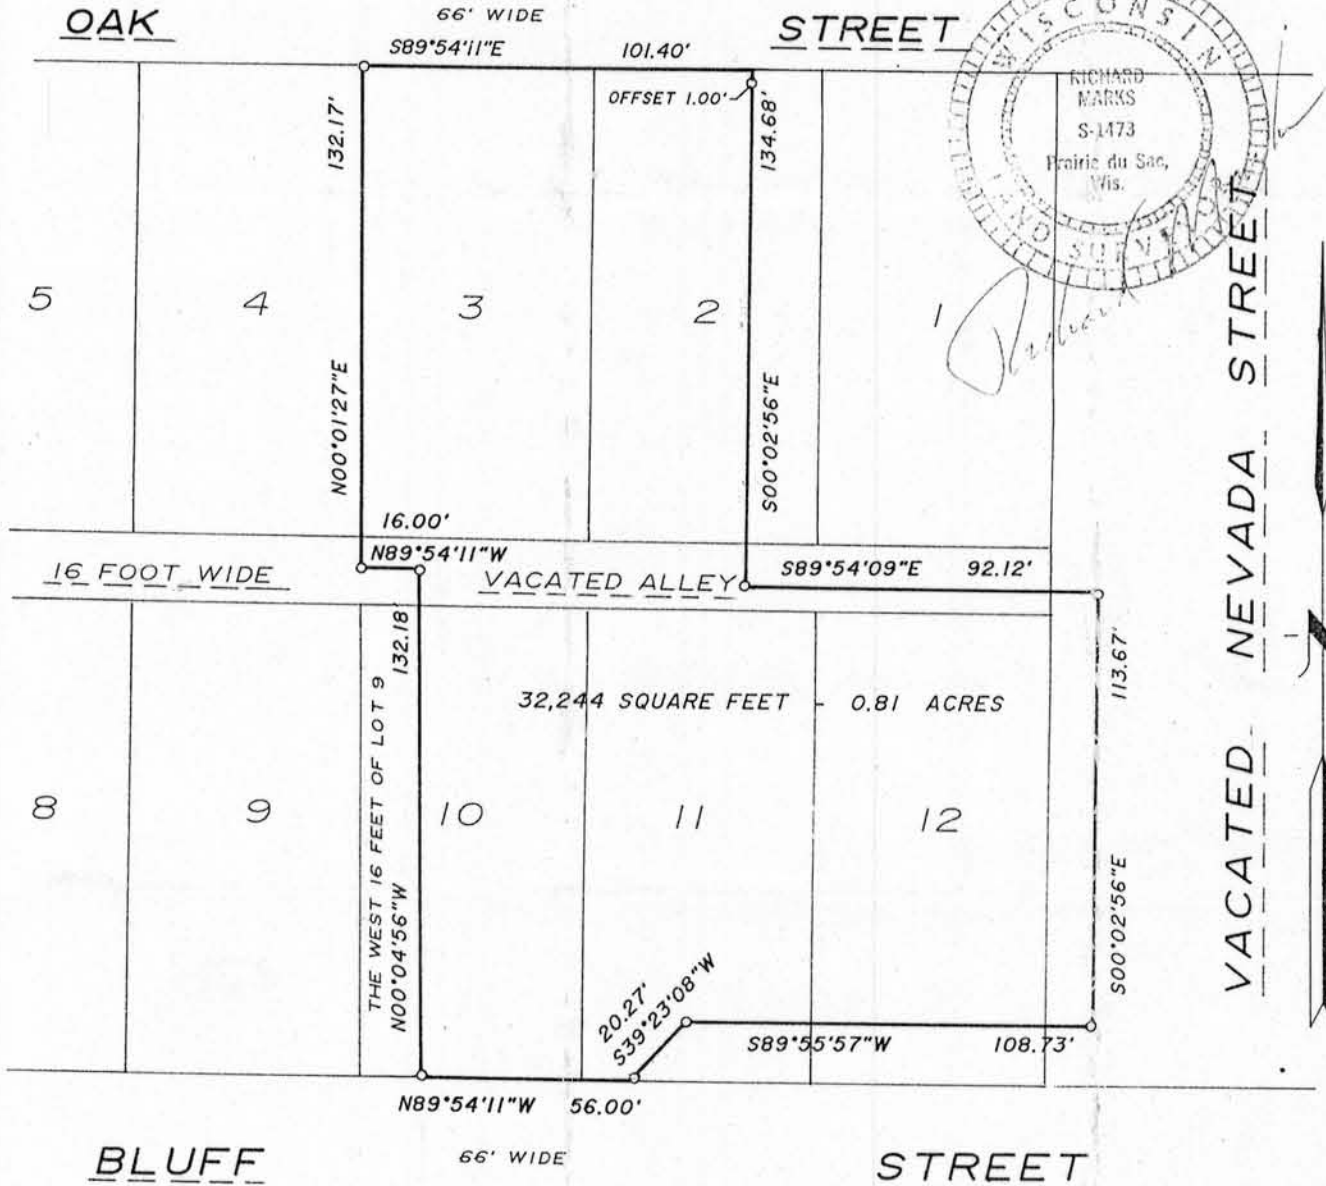 OAK
66' WIDE
STREET
S89°54'11"E
101.40'
OFFSET 1.00'
132.17'
134.68'
WISCONSIN
RICHARD
MARKS
S-1473
Prairie du Sac,
Wis.
LAND SURVEYOR
5
4
3
2
1
N00°01'27"E
S00°02'56"E
16.00'
N89°54'11"W
16 FOOT WIDE
VACATED ALLEY
S89°54'09"E
92.12'
132.18'
113.67'
32,244 SQUARE FEET - 0.81 ACRES
THE WEST 16 FEET OF LOT 9
N00°04'56"W
8
9
10
11
12
S00°02'56"E
20.27'
S39°23'08"W
S89°55'57"W
108.73'
N89°54'11"W
56.00'
BLUFF
66' WIDE
STREET
VACATED NEVADA STREET